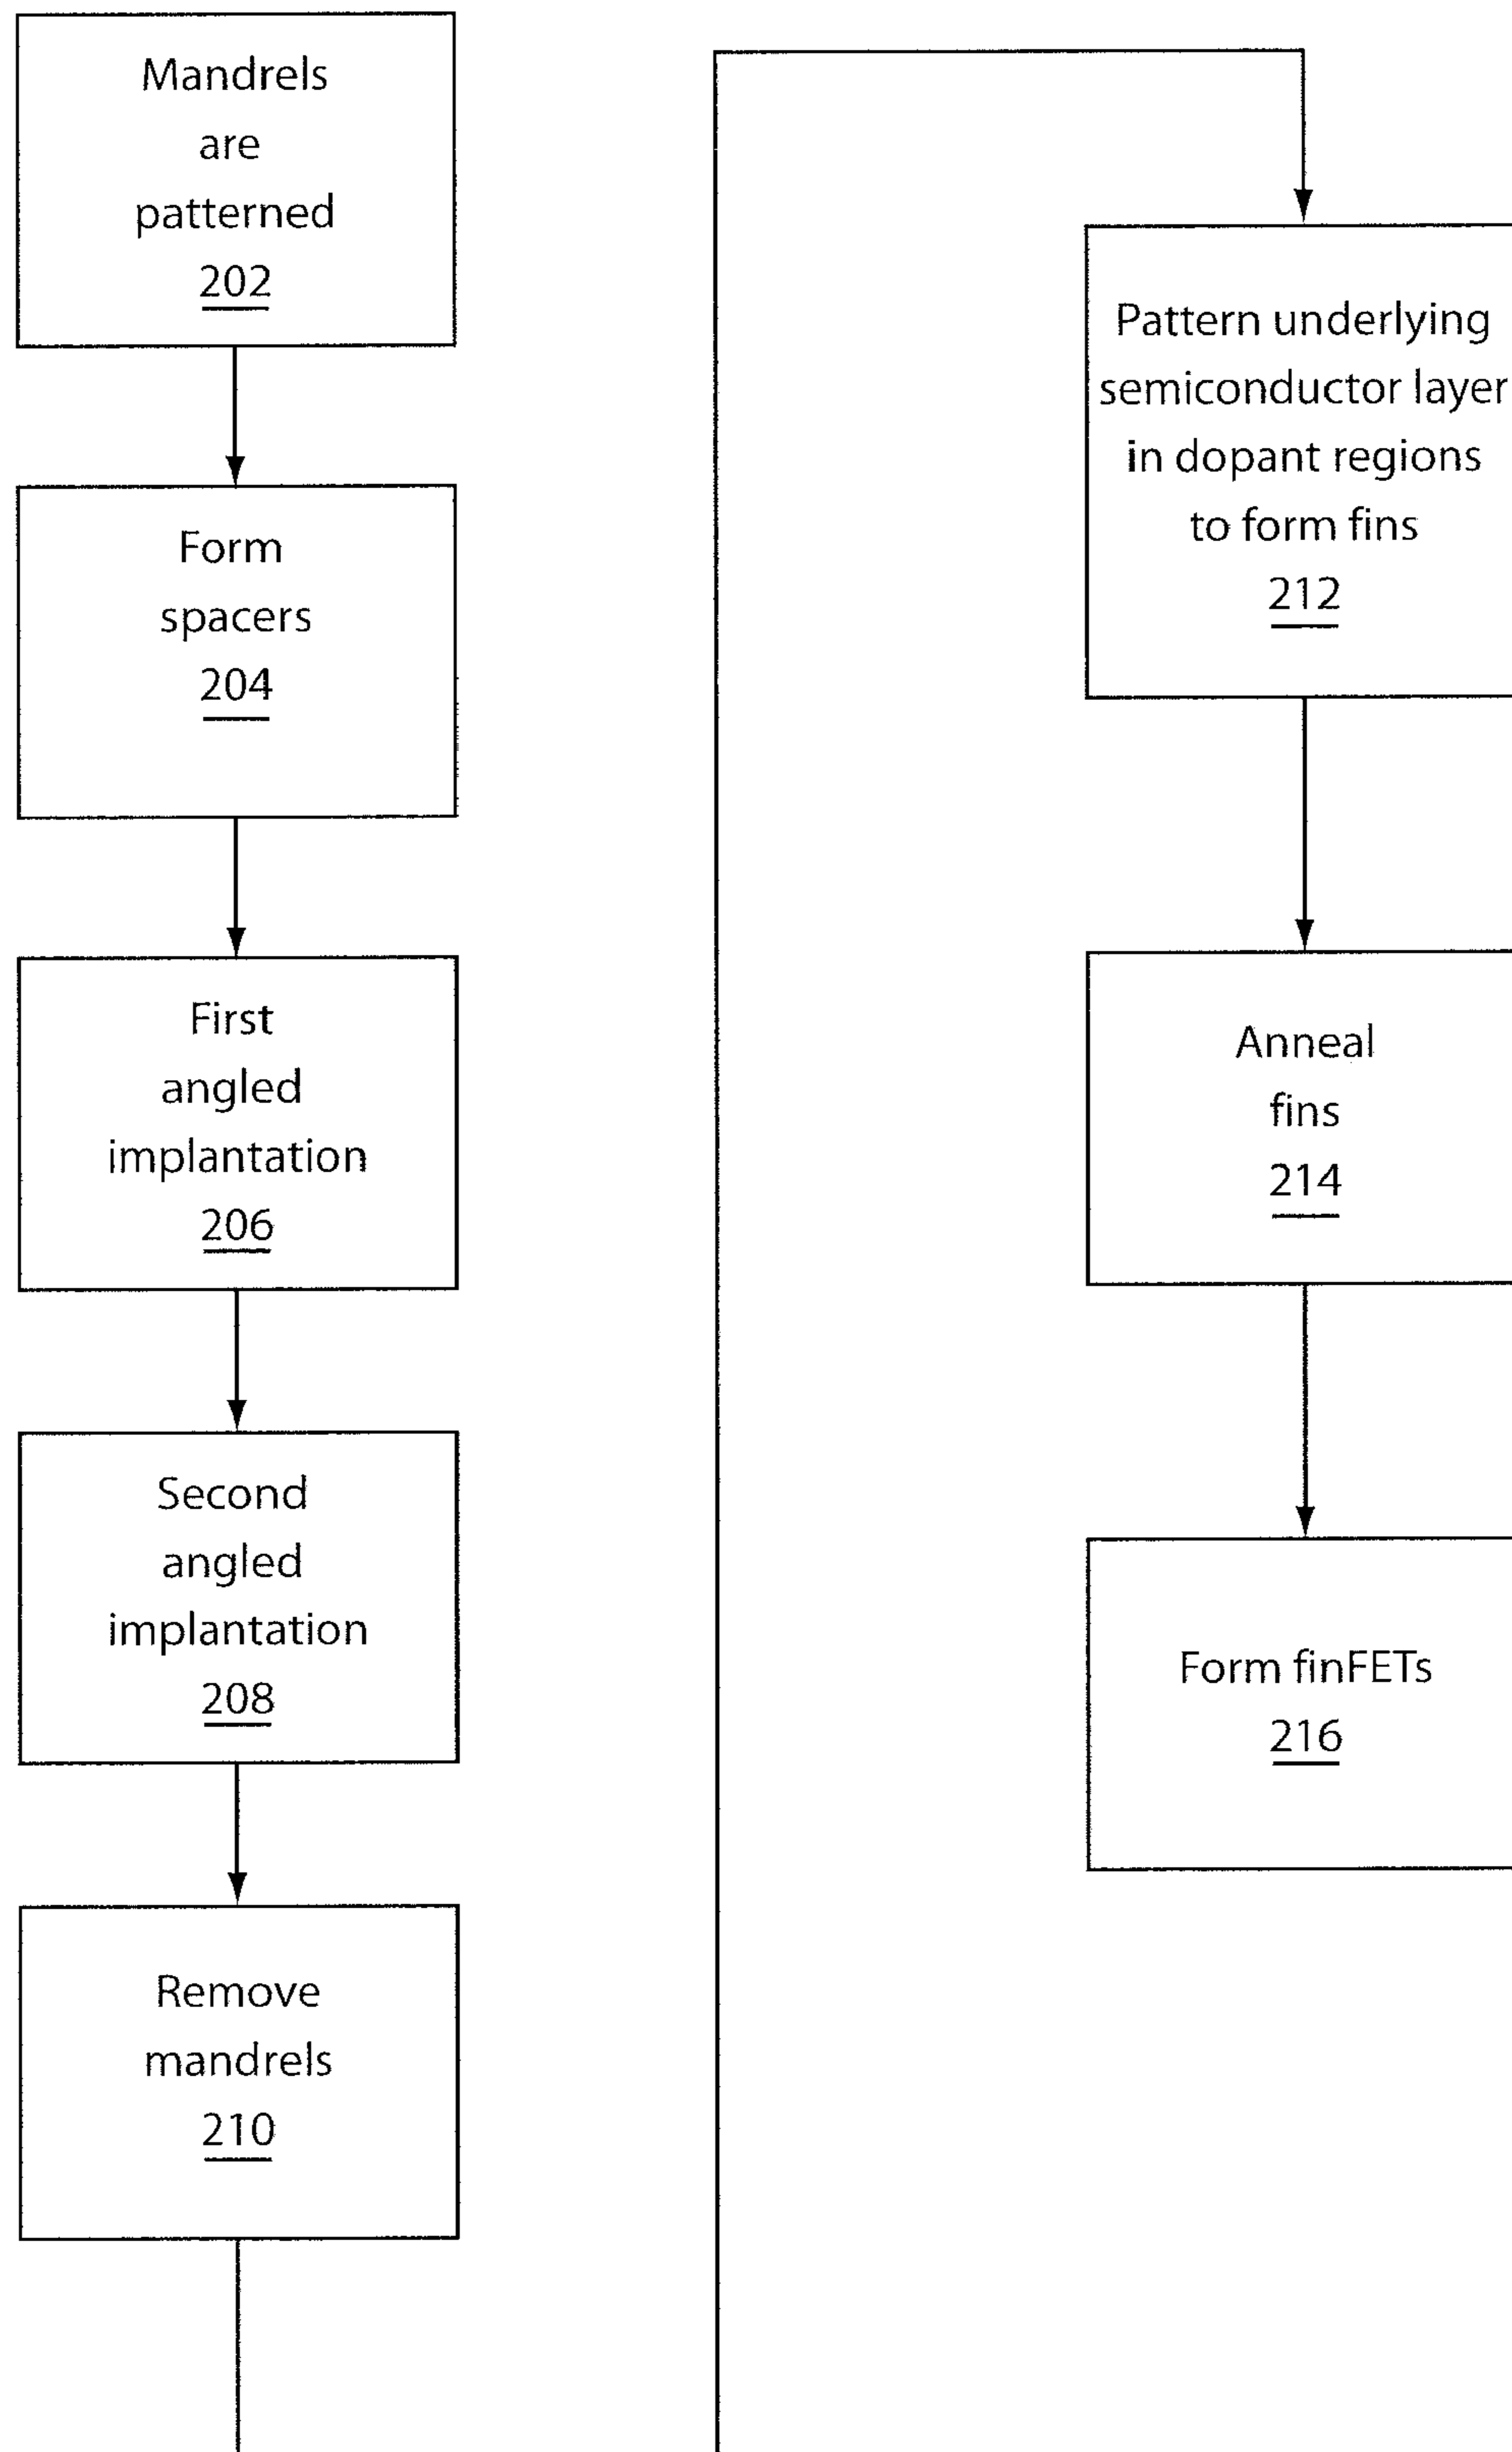 Mandrels
are
patterned
202
Form
spacers
204
First
angled
implantation
206
Second
angled
implantation
208
Remove
mandrels
210
Pattern underlying
semiconductor layer
in dopant regions
to form fins
212
Anneal
fins
214
Form finFETs
216